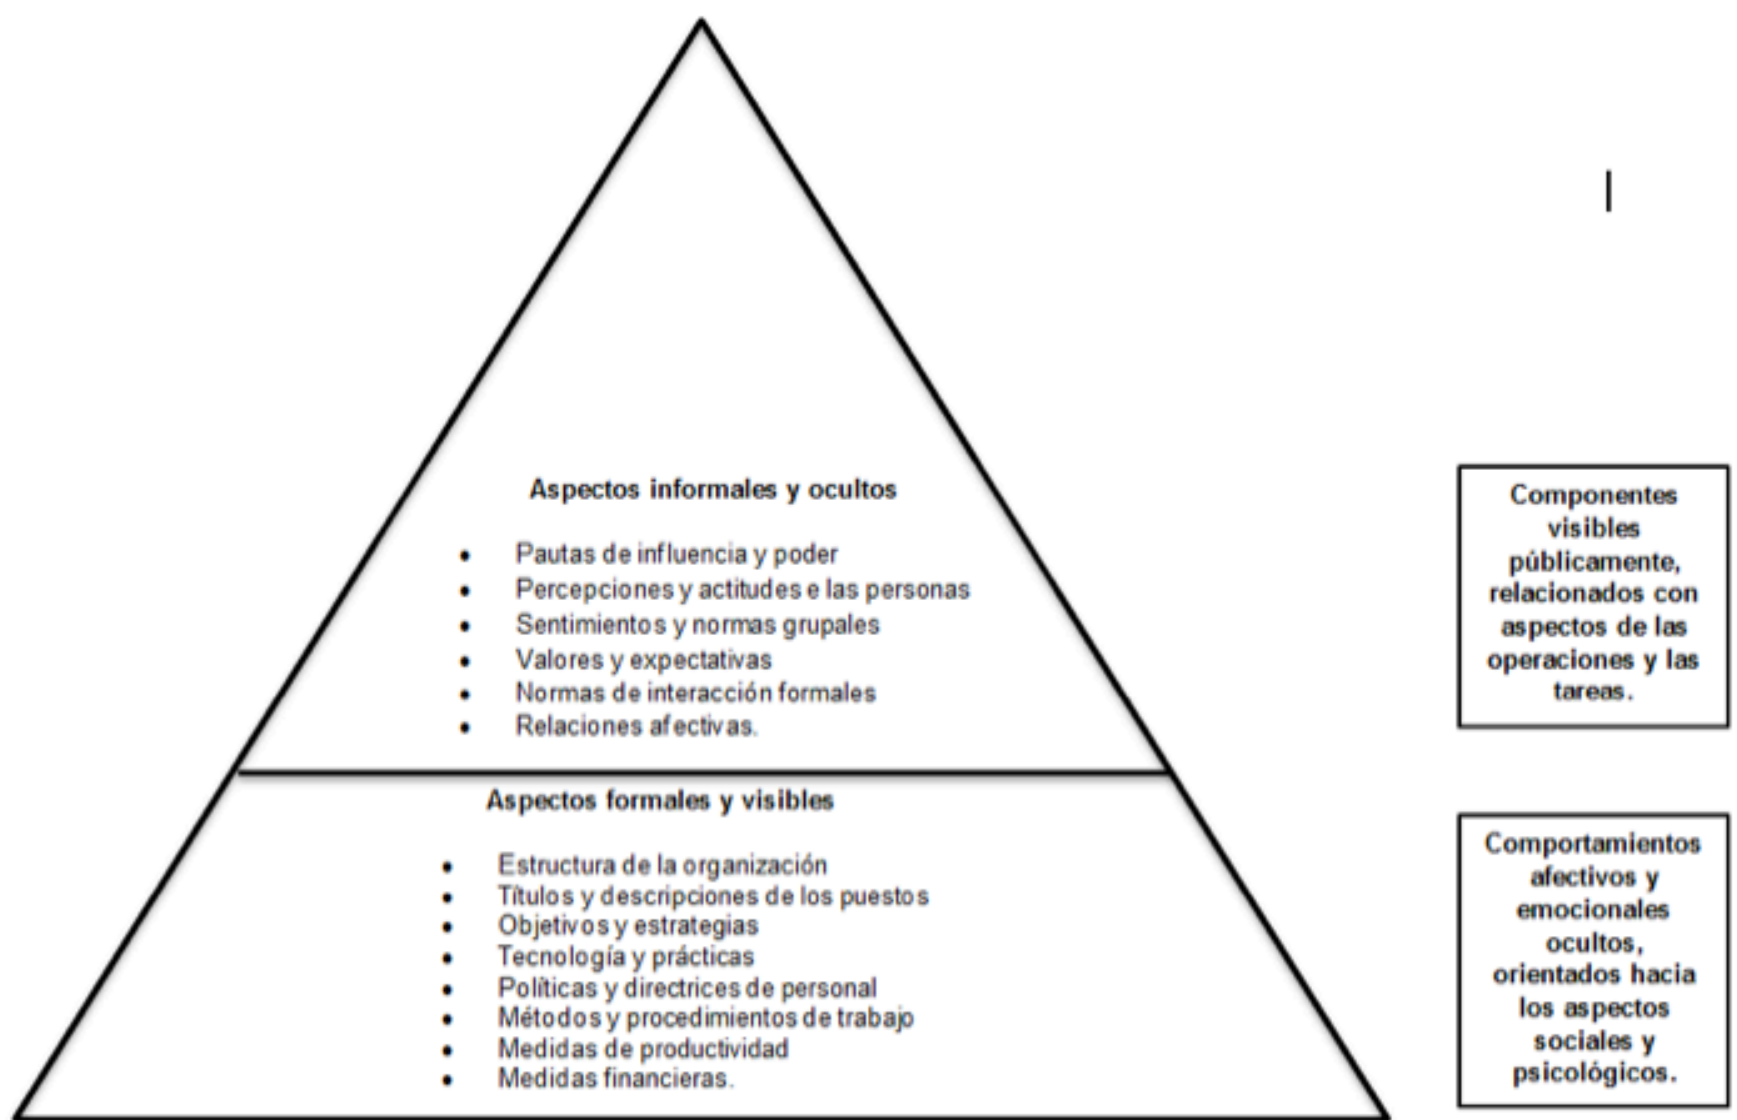 Aspectos informales y ocultos
• Pautas de influencia y poder
• Percepciones y actitudes e las personas
• Sentimientos y normas grupales
• Valores y expectativas
• Normas de interacción formales
• Relaciones afectivas.
Aspectos formales y visibles
• Estructura de la organización
• Títulos y descripciones de los puestos
• Objetivos y estrategias
• Tecnología y prácticas
• Políticas y directrices de personal
• Métodos y procedimientos de trabajo
• Medidas de productividad
• Medidas financieras.
Componentes
visibles
públicamente,
relacionados con
aspectos de las
operaciones y las
tareas.
Comportamientos
afectivos y
emocionales
ocultos,
orientados hacia
los aspectos
sociales y
psicológicos.